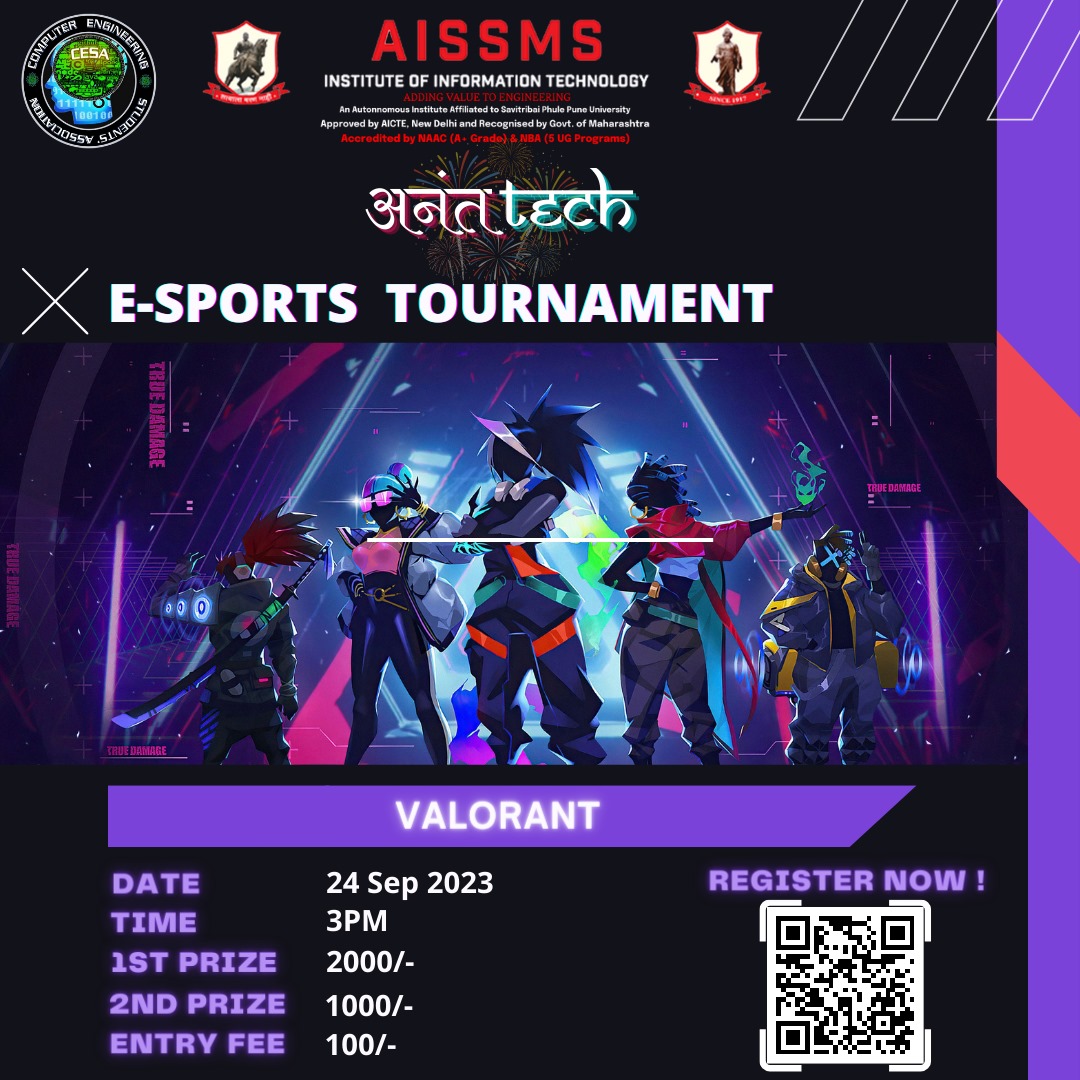 COMPUTER ENGINEERING
STUDENTS' ASSOCIATION
CESA
AISSMS
INSTITUTE OF INFORMATION TECHNOLOGY
ADDING VALUE TO ENGINEERING
An Autonnomous Institute Affiliated to Savitribai Phule Pune University
Approved by AICTE, New Delhi and Recognised by Govt. of Maharashtra
Accredited by NAAC (A+ Grade) & NBA (5 UG Programs)
SINCE 1917
अनंत tech
E-SPORTS TOURNAMENT
TRUE DAMAGE
TRUE DAMAGE
TRUE DAMAGE
TRUE DAMAGE
VALORANT
DATE 24 Sep 2023
TIME 3PM
1ST PRIZE 2000/-
2ND PRIZE 1000/-
ENTRY FEE 100/-
REGISTER NOW !